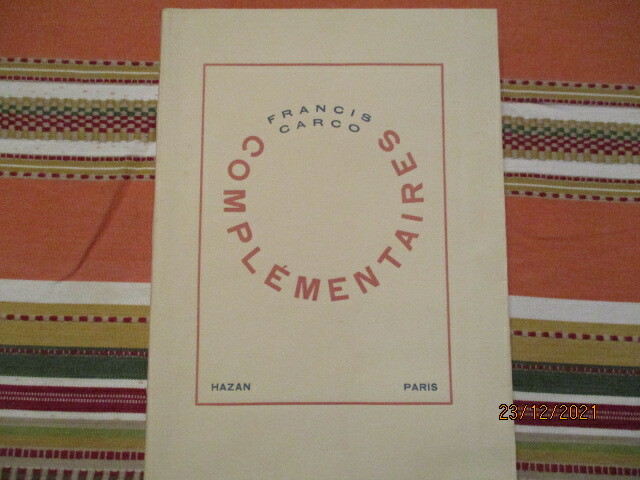 FRANCIS
CARCO
COMPLÉMENTAIRES
HAZAN PARIS
23/12/2021